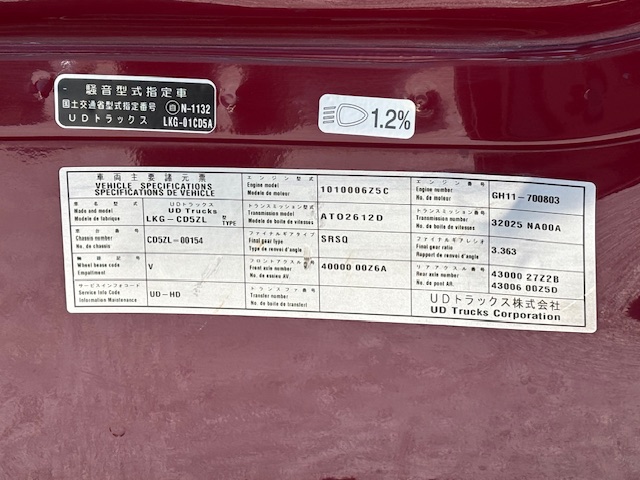 騒音型式指定車
国土交通省型式指定番号 自 N-1132
UDトラックス LKG-01CD5A
1.2%
車両主要諸元票
VEHICLE SPECIFICATIONS
SPECIFICATIONS DE VEHICLE
エンジン型式
Engine model
Modele de moteur
1010006Z5C
エンジン番号
Engine number
No. de moteur
GH11-700803
車名型式
Make and model
Modele de fabrique
UDトラックス
UD Trucks
LKG-CD5ZL
型式
TYPE
トランスミッション型式
Transmission model
Modele de boite de vitesses
ATO2612D
トランスミッション番号
Transmission number
No. de boite de vitesses
32025 NA00A
車台番号
Chassis number
No. de chassis
CD5ZL-00154
ファイナルギアタイプ
Final gear type
Type de renvoi d'angle
SRSQ
ファイナルギアレシオ
Final gear ratio
Rapport de renvoi d'angle
3.363
Wheel base code
Empattement
V
フロントアクスル番号
Front axle number
No. de essieu AV.
40000 00Z6A
リアアクスル番号
Rear axle number
No. de pont AR.
43000 27Z2B
43006 00Z5D
サービスインフォコード
Service Info Code
Information Maintenance
UD-HD
トランスファ番号
Transfer number
No. de boite de transfert
UDトラックス株式会社
UD Trucks Corporation